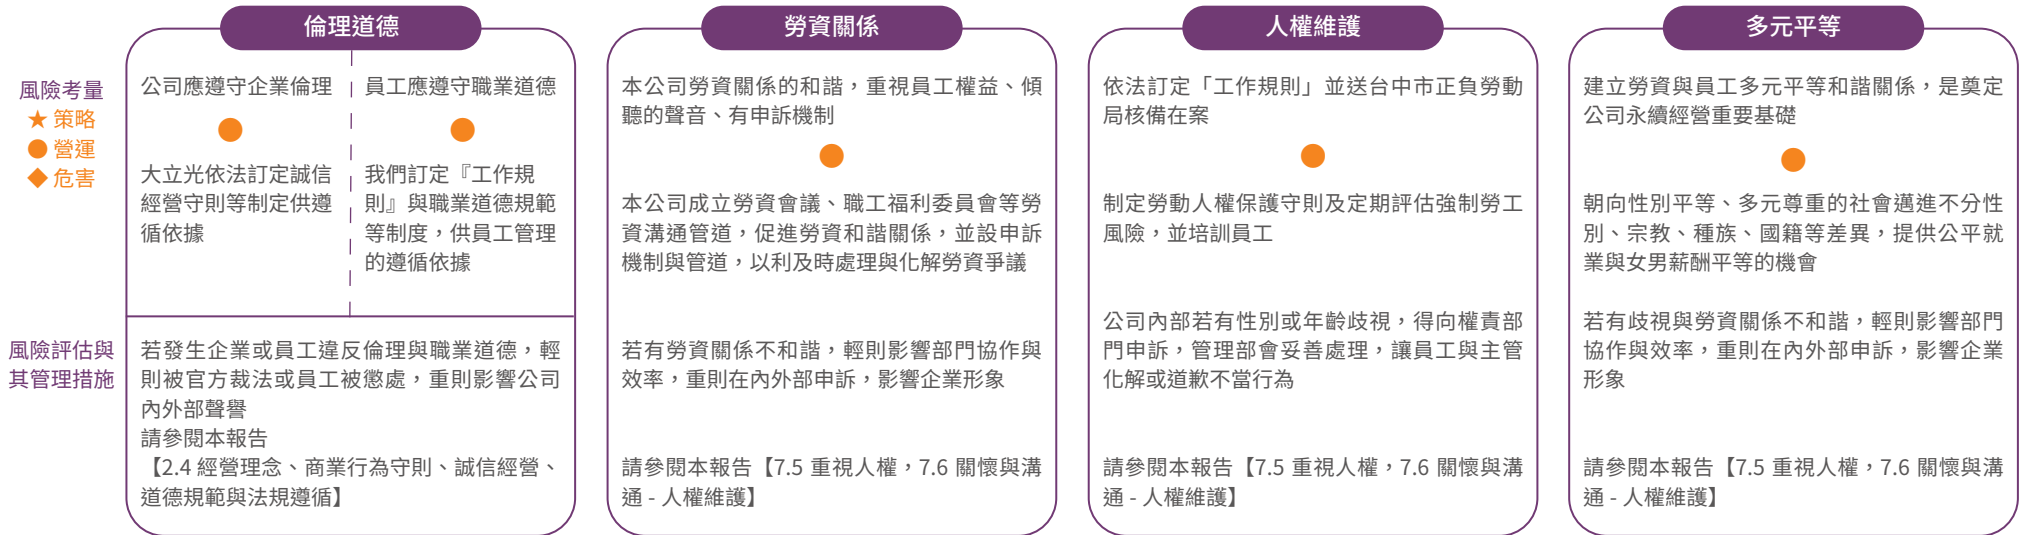 倫理道德
勞資關係
人權維護
多元平等
風險考量
★ 策略
● 營運
◆ 危害
公司應遵守企業倫理
●
大立光依法訂定誠信
經營守則等制定供遵
循依據
員工應遵守職業道德
●
我們訂定『工作規
則』與職業道德規範
等制度，供員工管理
的遵循依據
本公司勞資關係的和諧，重視員工權益、傾
聽的聲音、有申訴機制
●
本公司成立勞資會議、職工福利委員會等勞
資溝通管道，促進勞資和諧關係，並設申訴
機制與管道，以利及時處理與化解勞資爭議
依法訂定「工作規則」並送台中市正負勞動
局核備在案
●
制定勞動人權保護守則及定期評估強制勞工
風險，並培訓員工
建立勞資與員工多元平等和諧關係，是奠定
公司永續經營重要基礎
●
朝向性別平等、多元尊重的社會邁進不分性
別、宗教、種族、國籍等差異，提供公平就
業與女男薪酬平等的機會
風險評估與
其管理措施
若發生企業或員工違反倫理與職業道德，輕
則被官方裁法或員工被懲處，重則影響公司
內外部聲譽
請參閱本報告
【2.4 經營理念、商業行為守則、誠信經營、
道德規範與法規遵循】
若有勞資關係不和諧，輕則影響部門協作與
效率，重則在內外部申訴，影響企業形象
請參閱本報告【7.5 重視人權，7.6 關懷與溝
通 - 人權維護】
公司內部若有性別或年齡歧視，得向權責部
門申訴，管理部會妥善處理，讓員工與主管
化解或道歉不當行為
請參閱本報告【7.5 重視人權，7.6 關懷與溝
通 - 人權維護】
若有歧視與勞資關係不和諧，輕則影響部門
協作與效率，重則在內外部申訴，影響企業
形象
請參閱本報告【7.5 重視人權，7.6 關懷與溝
通 - 人權維護】